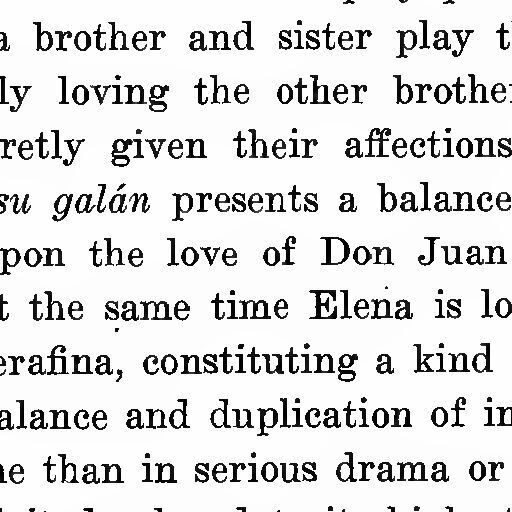 a brother and sister play t
ly loving the other brother
retly given their affections
su galán presents a balance
pon the love of Don Juan
t the same time Elena is lo
erafina, constituting a kind
alance and duplication of in
ne than in serious drama or